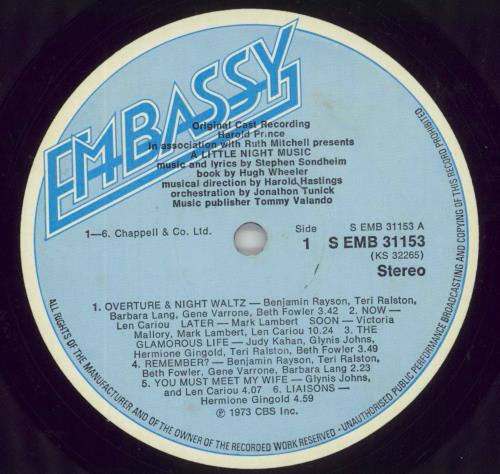 EMBASSY
Original Cast Recording
Harold Prince
In association with Ruth Mitchell presents
A LITTLE NIGHT MUSIC
music and lyrics by Stephen Sondheim
book by Hugh Wheeler
musical direction by Harold Hastings
orchestration by Jonathon Tunick
Music publisher Tommy Valando
1—6. Chappell & Co. Ltd.
Side
1
S EMB 31153 A
S EMB 31153
(KS 32265)
Stereo
1. OVERTURE & NIGHT WALTZ — Benjamin Rayson, Teri Ralston,
Barbara Lang, Gene Varrone, Beth Fowler 3.42 2. NOW —
Len Cariou LATER — Mark Lambert SOON — Victoria
Mallory, Mark Lambert, Len Cariou 10.24 3. THE
GLAMOROUS LIFE — Judy Kahan, Glynis Johns,
Hermione Gingold, Teri Ralston, Beth Fowler 3.49
4. REMEMBER? — Benjamin Rayson, Teri Ralston,
Beth Fowler, Gene Varrone, Barbara Lang 2.23
5. YOU MUST MEET MY WIFE — Glynis Johns,
and Len Cariou 4.07 6. LIAISONS —
Hermione Gingold 4.59
℗ 1973 CBS Inc.
ALL RIGHTS OF THE MANUFACTURER AND OF THE OWNER OF THE RECORDED WORK RESERVED - UNAUTHORISED PUBLIC PERFORMANCE BROADCASTING AND COPYING OF THIS RECORD PROHIBITED